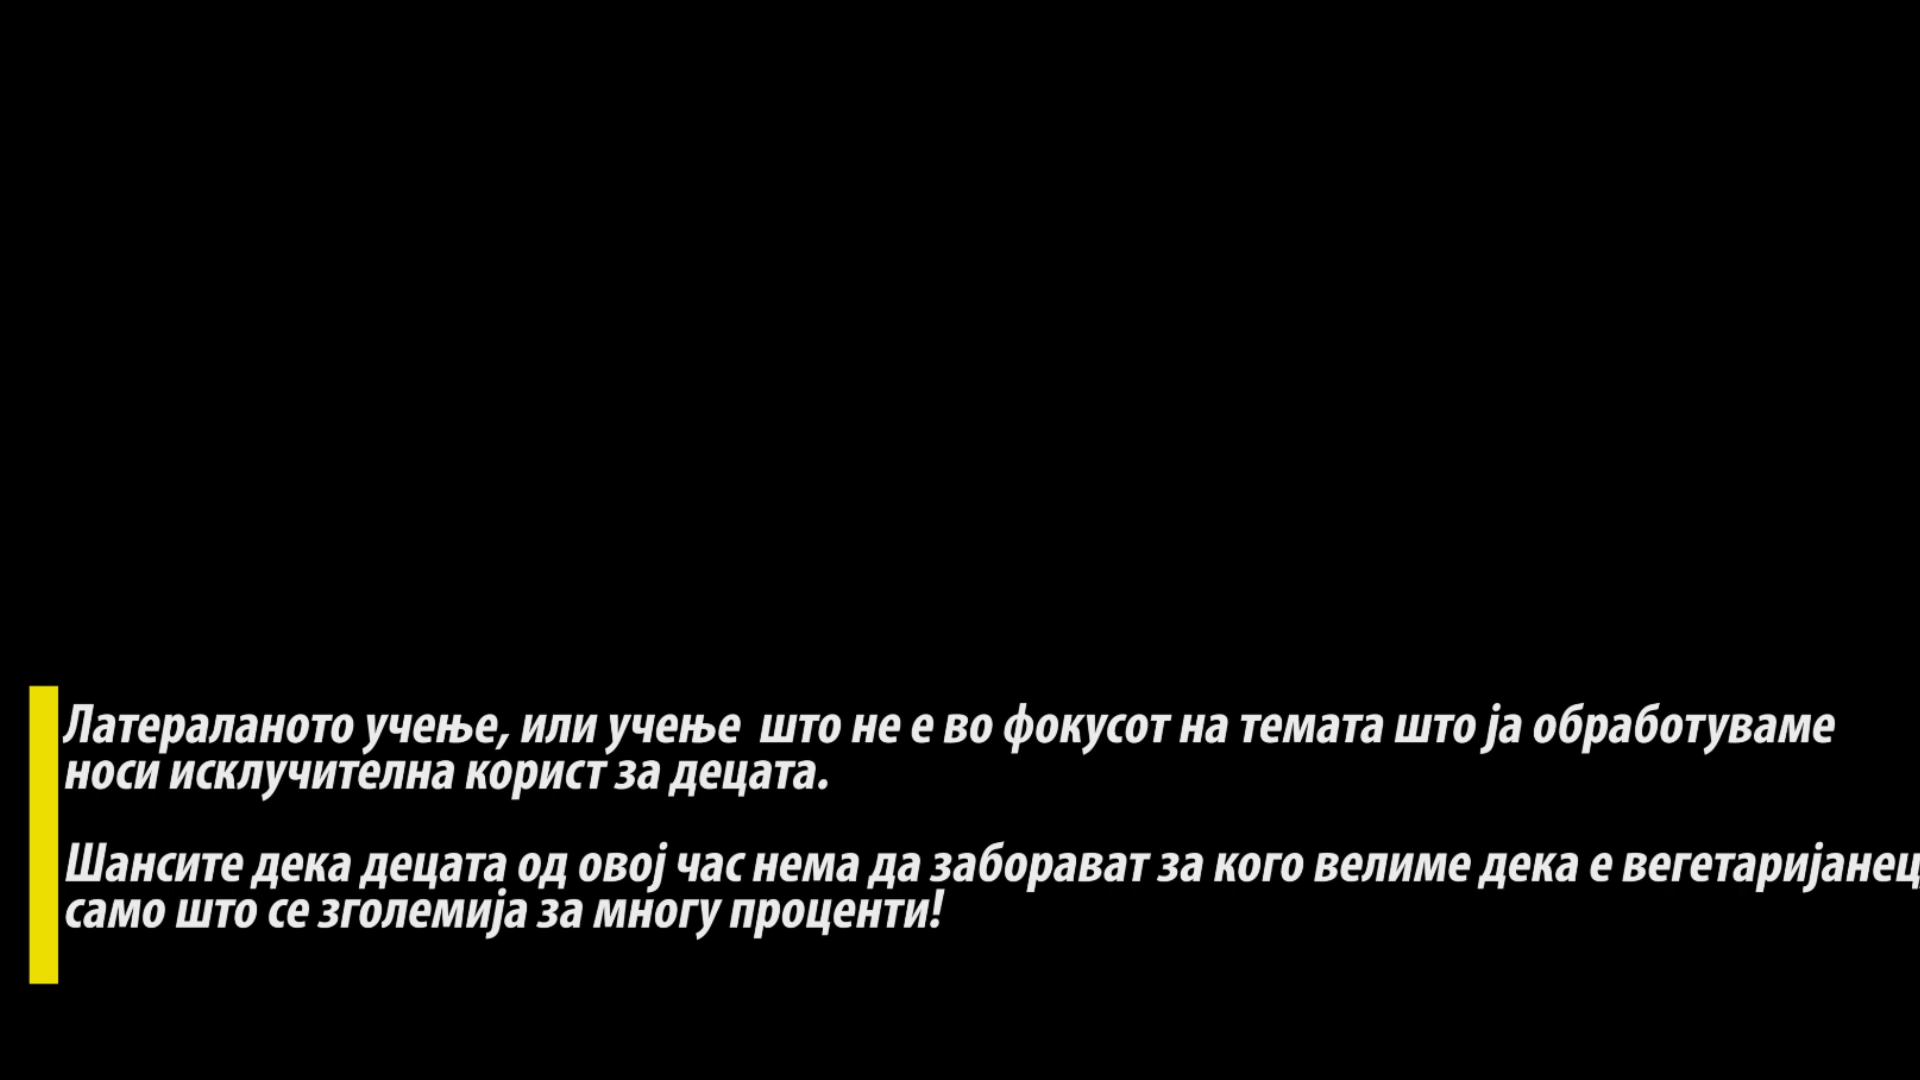 Латераланото учење, или учење  што не е во фокусот на темата што ја обработуваме
носи исклучителна корист за децата.
Шансите дека децата од овој час нема да заборават за кого велиме дека е вегетаријанец
само што се зголемија за многу проценти!